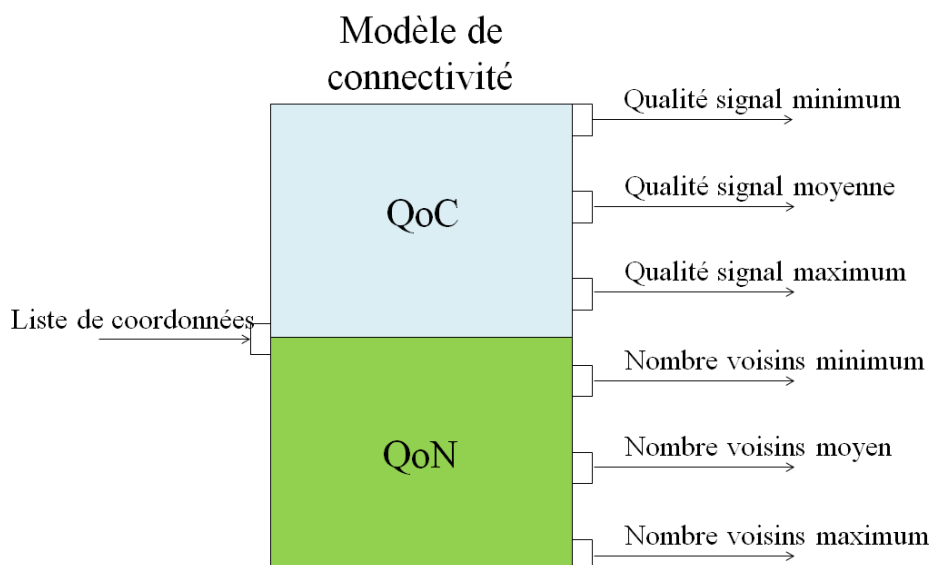 Modèle de
connectivité
Qualité signal minimum
Qualité signal moyenne
QoC
Qualité signal maximum
Liste de coordonnées
Nombre voisins minimum
QoN
Nombre voisins moyen
Nombre voisins maximum